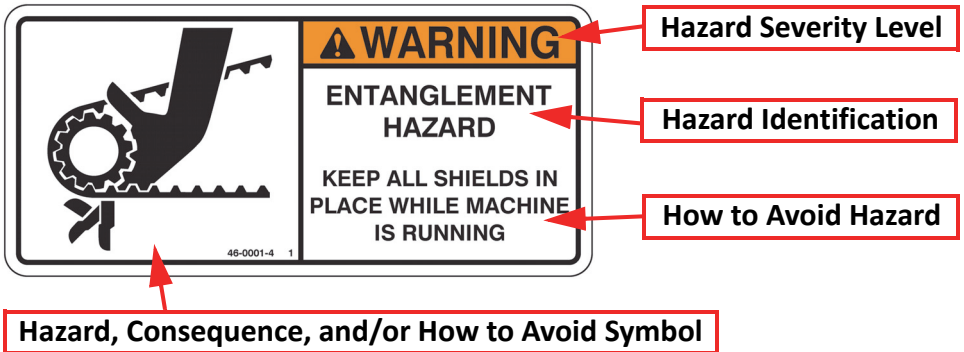 WARNING
Hazard Severity Level
ENTANGLEMENT
HAZARD
Hazard Identification
KEEP ALL SHIELDS IN
PLACE WHILE MACHINE
IS RUNNING
How to Avoid Hazard
46-0001-4 1
Hazard, Consequence, and/or How to Avoid Symbol